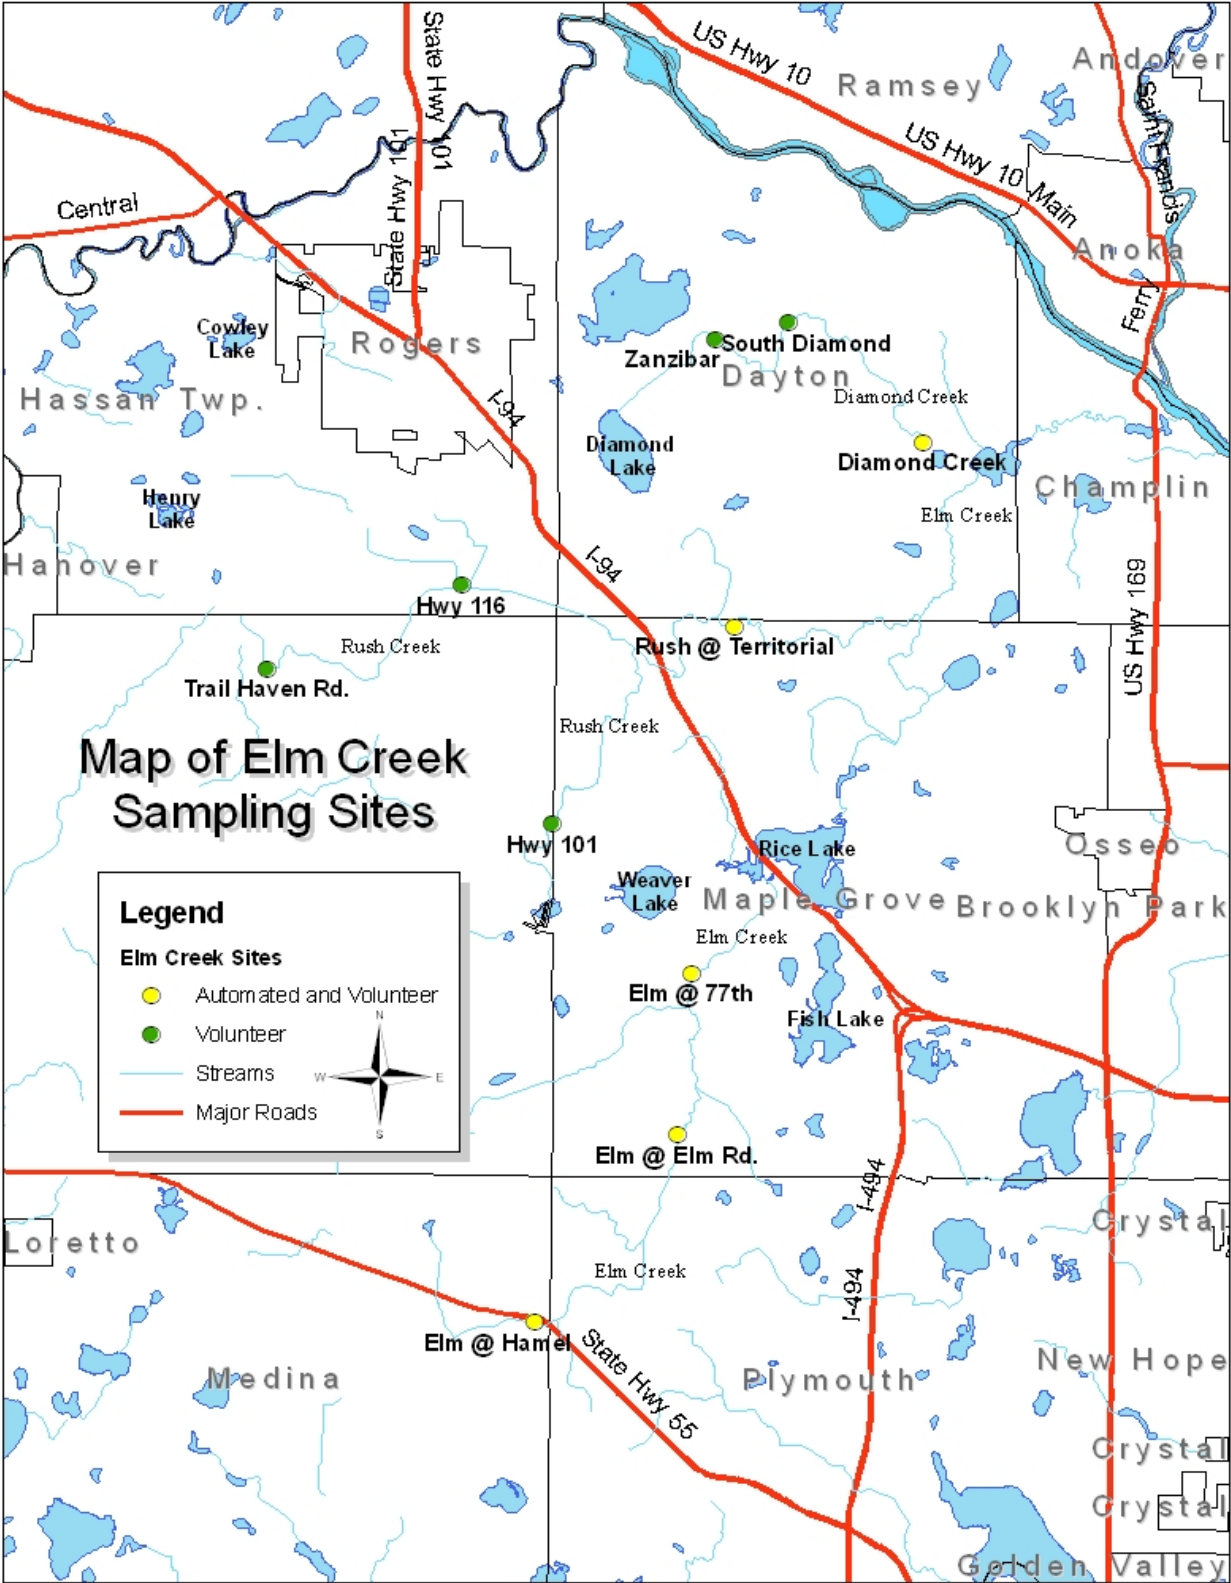 State Hwy 101
US Hwy 10
Andover
Ramsey
Saint Francis
State Hwy 101
US Hwy 10
Main
Central
Anoka
Ferry
Cowley
Lake
Rogers
Zanzibar
South Diamond
Dayton
Hassan Twp.
I-94
Diamond Creek
Diamond
Lake
Diamond Creek
Champlin
Henry
Lake
Elm Creek
Hanover
I-94
US Hwy 169
Hwy 116
Rush Creek
Rush @ Territorial
Trail Haven Rd.
Rush Creek
Map of Elm Creek
Sampling Sites
Hwy 101
Rice Lake
Osseo
Weaver
Lake
Maple Grove
Brooklyn Park
Elm Creek
Legend
Elm Creek Sites
Automated and Volunteer
Volunteer
Streams
Major Roads
N
W
E
S
Elm @ 77th
Fish Lake
Elm @ Elm Rd.
I-494
Crystal
Loretto
Elm Creek
I-494
Elm @ Hamel
State Hwy 55
Medina
Plymouth
New Hope
Crystal
Crystal
Golden Valley